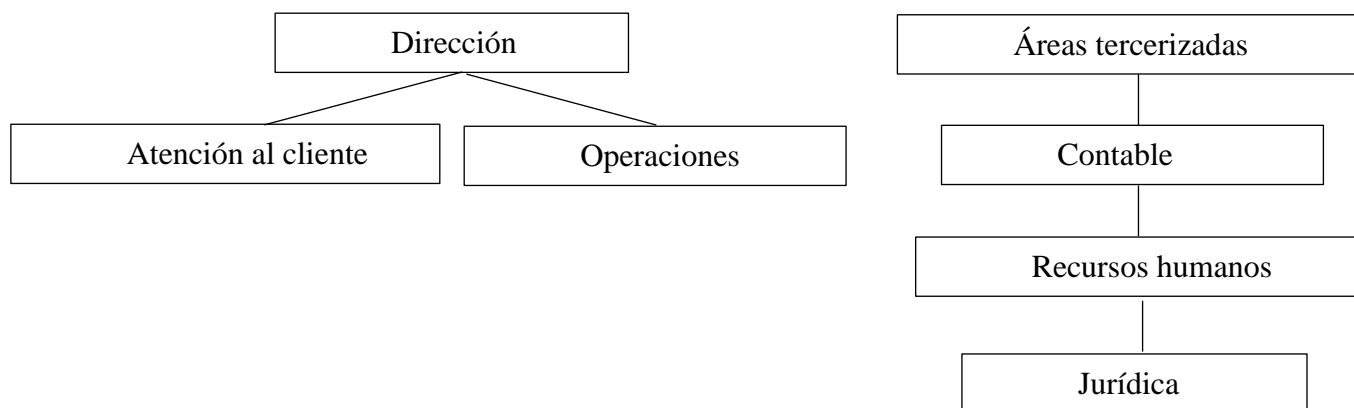 Dirección
Áreas tercerizadas
Atención al cliente
Operaciones
Contable
Recursos humanos
Jurídica